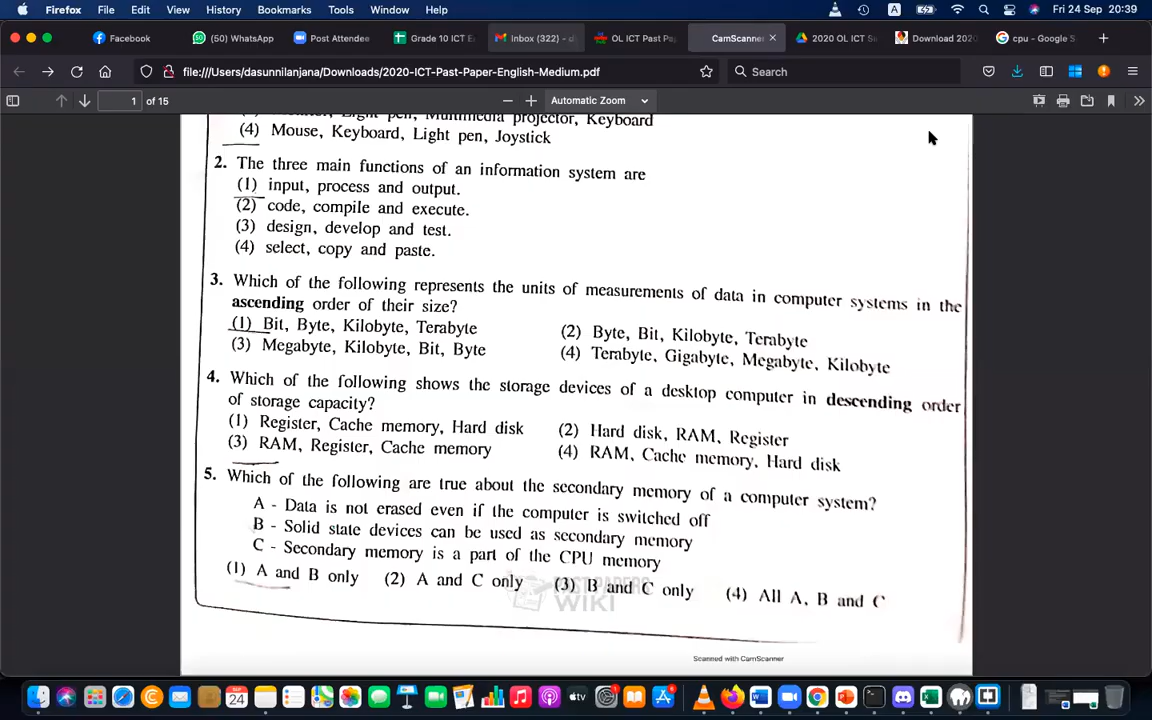 Firefox File Edit View History Bookmarks Tools Window Help A Fri 24 Sep 20:39
Facebook (50) WhatsApp Post Attendee Grade 10 ICT E Inbox (322) - d OL ICT Past Pa CamScanner 2020 OL ICT Su Download 2020 cpu - Google S
file:///Users/dasunnilanjana/Downloads/2020-ICT-Past-Paper-English-Medium.pdf Search
1 of 15 Automatic Zoom
Light pen, Multimedia projector, Keyboard
(4) Mouse, Keyboard, Light pen, Joystick
2. The three main functions of an information system are
(1) input, process and output.
(2) code, compile and execute.
(3) design, develop and test.
(4) select, copy and paste.
3. Which of the following represents the units of measurements of data in computer systems in the
ascending order of their size?
(1) Bit, Byte, Kilobyte, Terabyte (2) Byte, Bit, Kilobyte, Terabyte
(3) Megabyte, Kilobyte, Bit, Byte (4) Terabyte, Gigabyte, Megabyte, Kilobyte
4. Which of the following shows the storage devices of a desktop computer in descending order
of storage capacity?
(1) Register, Cache memory, Hard disk (2) Hard disk, RAM, Register
(3) RAM, Register, Cache memory (4) RAM, Cache memory, Hard disk
5. Which of the following are true about the secondary memory of a computer system?
A - Data is not erased even if the computer is switched off
B - Solid state devices can be used as secondary memory
C - Secondary memory is a part of the CPU memory
(1) A and B only (2) A and C only (3) B and C only (4) All A, B and C
PAST PAPERS
WIKI
Scanned with CamScanner
SEP
24
tv